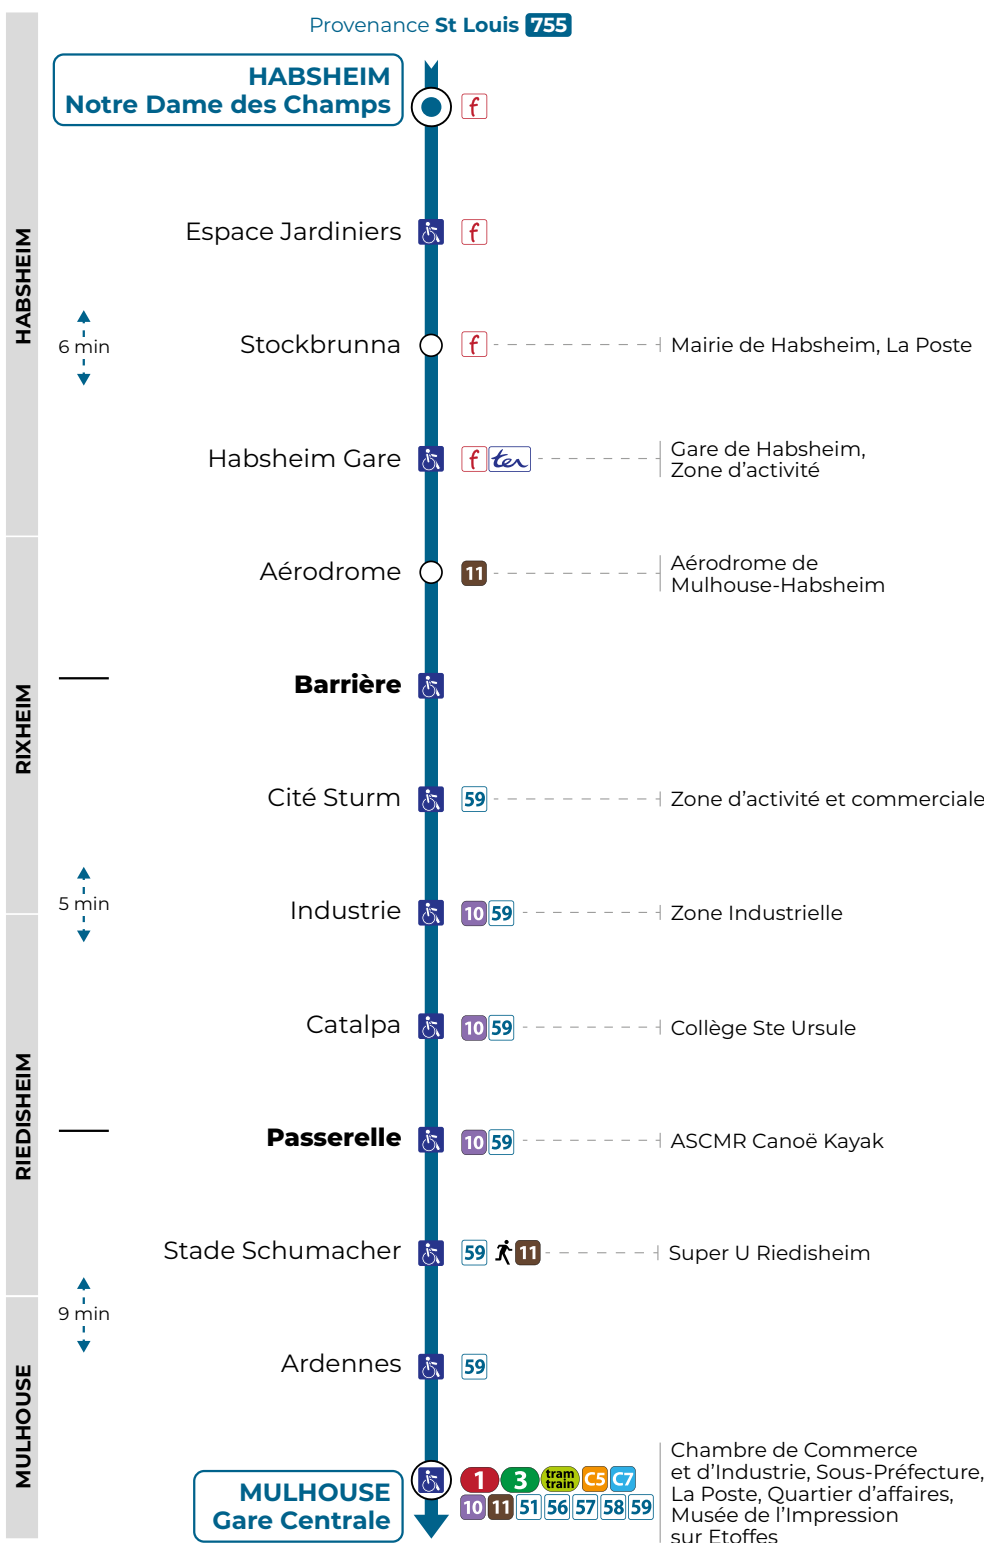 Provenance St Louis 755
HABSHEIM
Notre Dame des Champs
f
HABSHEIM
Espace Jardiniers
f
6 min
Stockbrunna
f
Mairie de Habsheim, La Poste
Habsheim Gare
f ter
Gare de Habsheim,
Zone d'activité
RIXHEIM
Aérodrome
11
Aérodrome de
Mulhouse-Habsheim
Barrière
Cité Sturm
59
Zone d'activité et commerciale
5 min
Industrie
10 59
Zone Industrielle
RIEDISHEIM
Catalpa
10 59
Collège Ste Ursule
Passerelle
10 59
ASCMR Canoë Kayak
Stade Schumacher
59 11
Super U Riedisheim
9 min
MULHOUSE
Ardennes
59
MULHOUSE
Gare Centrale
1 3 tram train C5 C7
10 11 51 56 57 58 59
Chambre de Commerce
et d'Industrie, Sous-Préfecture,
La Poste, Quartier d'affaires,
Musée de l'Impression
sur Etoffes